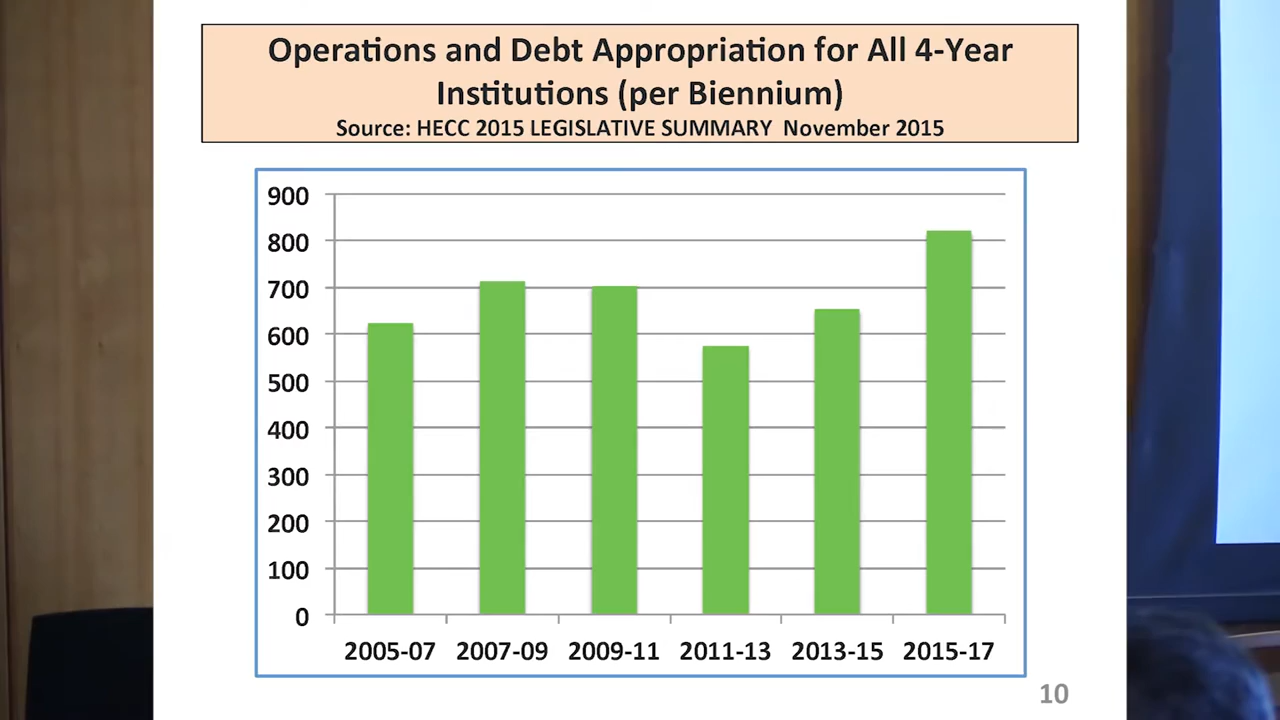 Operations and Debt Appropriation for All 4-Year
Institutions (per Biennium)
Source: HECC 2015 LEGISLATIVE SUMMARY November 2015
900
800
700
600
500
400
300
200
100
0
2005-07 2007-09 2009-11 2011-13 2013-15 2015-17
10